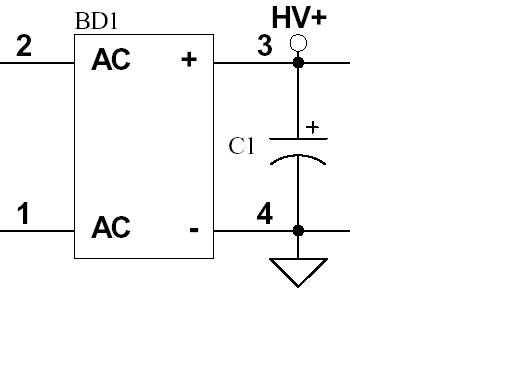 BD1 HV+
2 AC + 3
+
C1
1 AC - 4